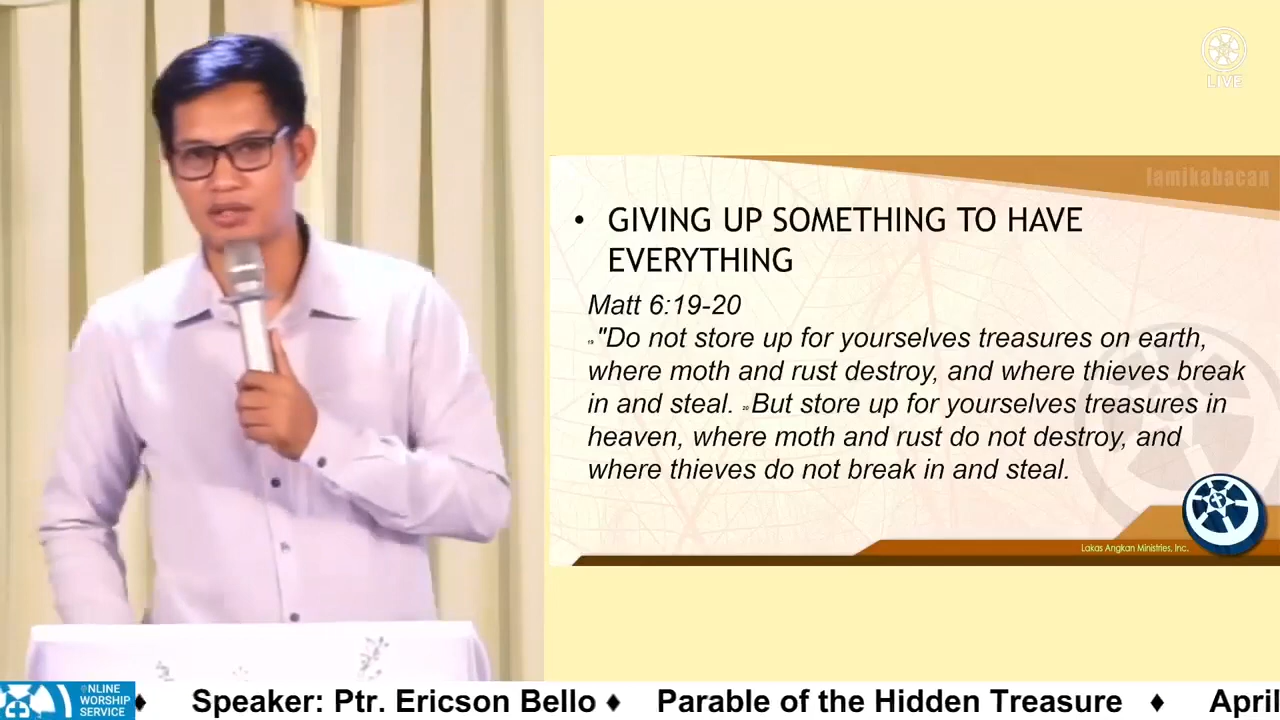 LIVE
lamikabacan
• GIVING UP SOMETHING TO HAVE
EVERYTHING
Matt 6:19-20
19 "Do not store up for yourselves treasures on earth,
where moth and rust destroy, and where thieves break
in and steal. 20 But store up for yourselves treasures in
heaven, where moth and rust do not destroy, and
where thieves do not break in and steal.
Lakas Angkan Ministries, Inc.
ONLINE
WORSHIP
SERVICE
♦ Speaker: Ptr. Ericson Bello ♦ Parable of the Hidden Treasure ♦ April